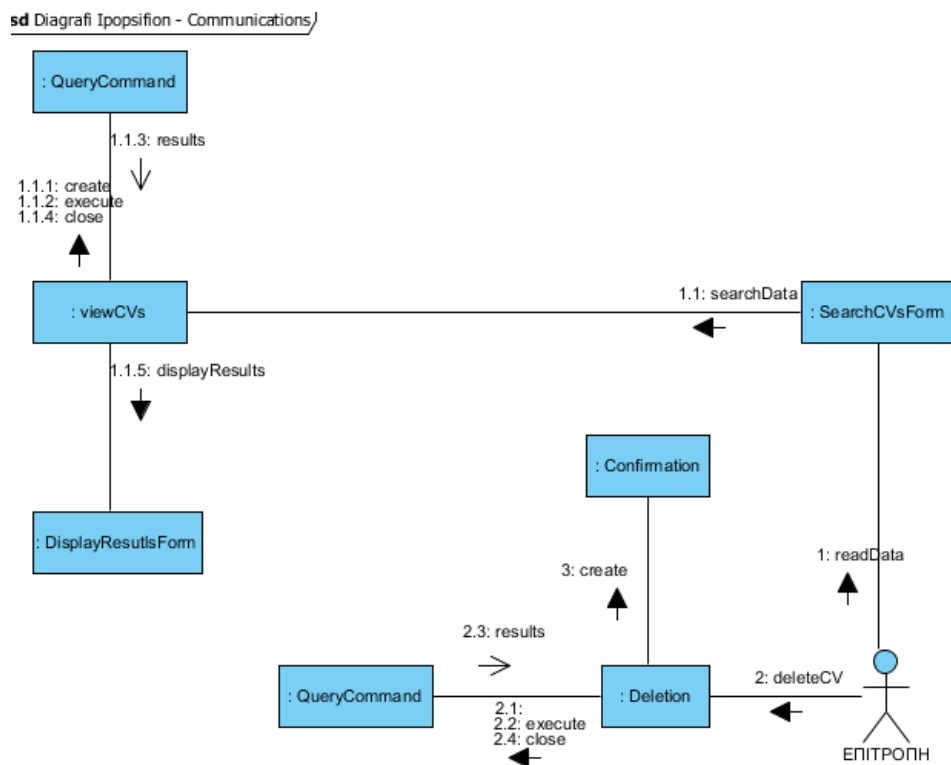 sd Diagrafi Ipopsifion - Communications
: QueryCommand
1.1.3: results
1.1.1: create
1.1.2: execute
1.1.4: close
: viewCVs
1.1: searchData
: SearchCVsForm
1.1.5: displayResults
: Confirmation
: DisplayResutlsForm
3: create
1: readData
2.3: results
: QueryCommand
: Deletion
2: deleteCV
2.1:
2.2: execute
2.4: close
ΕΠΙΤΡΟΠΗ